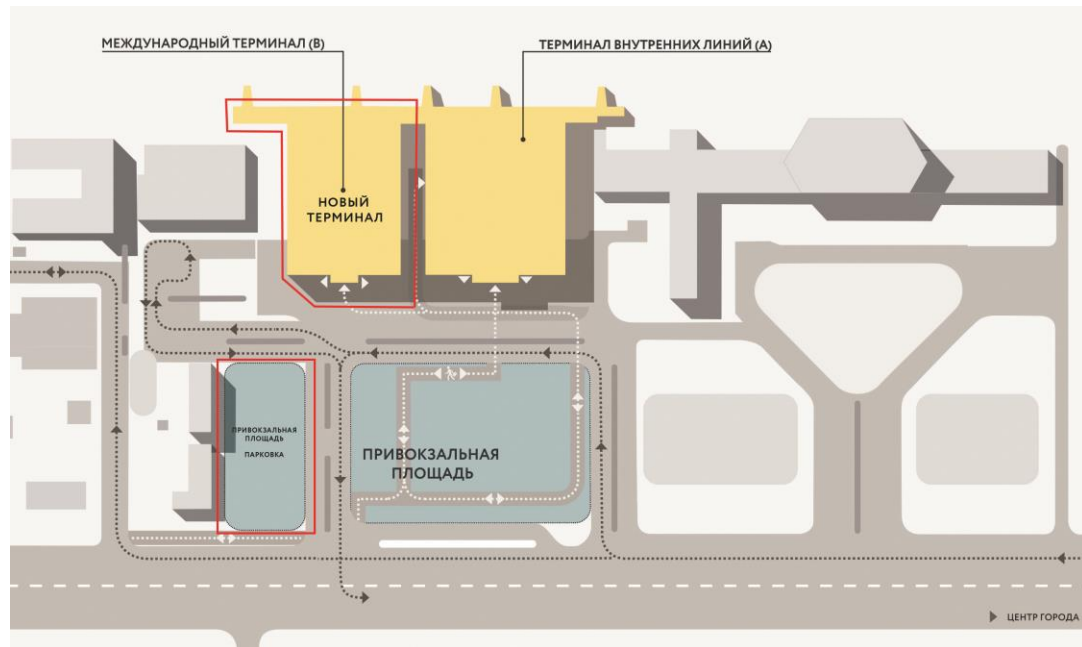 МЕЖДУНАРОДНЫЙ ТЕРМИНАЛ (В)
ТЕРМИНАЛ ВНУТРЕННИХ ЛИНИЙ (А)
НОВЫЙ
ТЕРМИНАЛ
ПРИВОКЗАЛЬНАЯ
ПЛОЩАДЬ
ПАРКОВКА
ПРИВОКЗАЛЬНАЯ
ПЛОЩАДЬ
ЦЕНТР ГОРОДА